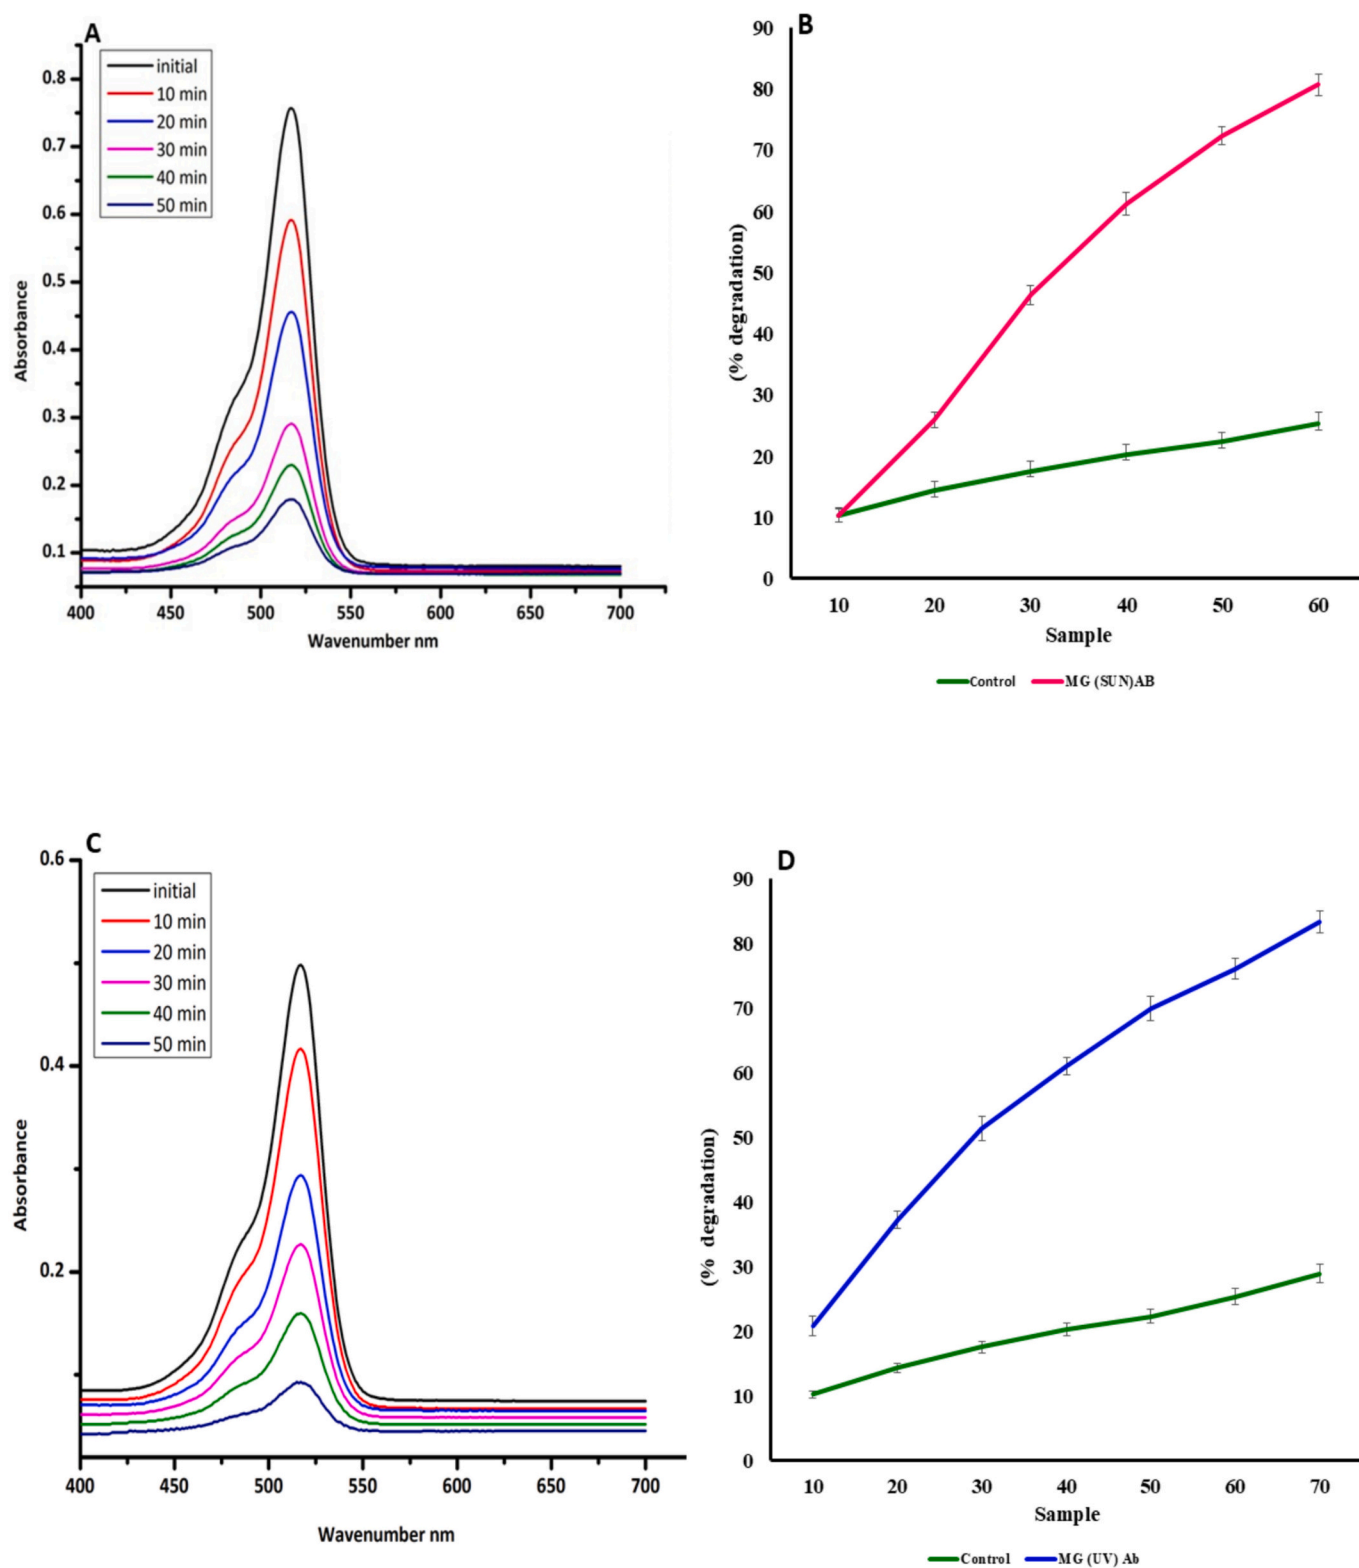 A
initial
10 min
20 min
30 min
40 min
50 min
0.8
0.7
0.6
0.5
0.4
0.3
0.2
0.1
Absorbance
400 450 500 550 600 650 700
Wavenumber nm
B
90
80
70
60
50
40
30
20
10
0
(% degradation)
10 20 30 40 50 60
Sample
Control MG (SUN)AB
C
initial
10 min
20 min
30 min
40 min
50 min
0.6
0.4
0.2
Absorbance
400 450 500 550 600 650 700
Wavenumber nm
D
90
80
70
60
50
40
30
20
10
0
(% degradation)
10 20 30 40 50 60 70
Sample
Control MG (UV) Ab